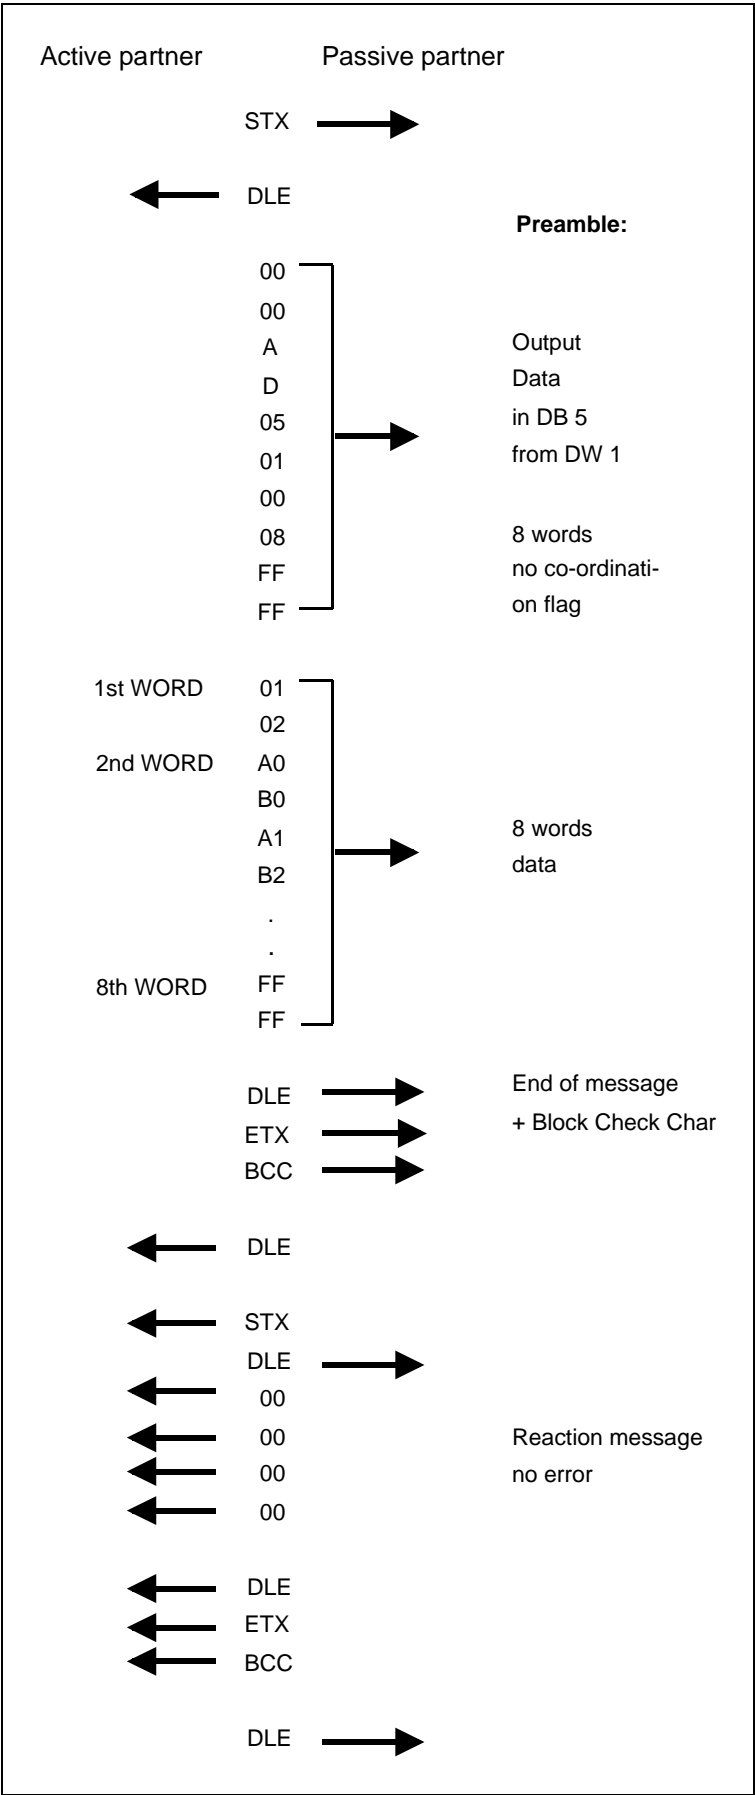 Active partner Passive partner
STX
DLE
Preamble:
00
00
A Output
D Data
05 in DB 5
01 from DW 1
00
08 8 words
FF no co-ordinati-
FF on flag
1st WORD 01
02
2nd WORD A0
B0
A1 8 words
B2 data
.
.
8th WORD FF
FF
DLE End of message
ETX + Block Check Char
BCC
DLE
STX
DLE
00
00 Reaction message
00 no error
00
DLE
ETX
BCC
DLE